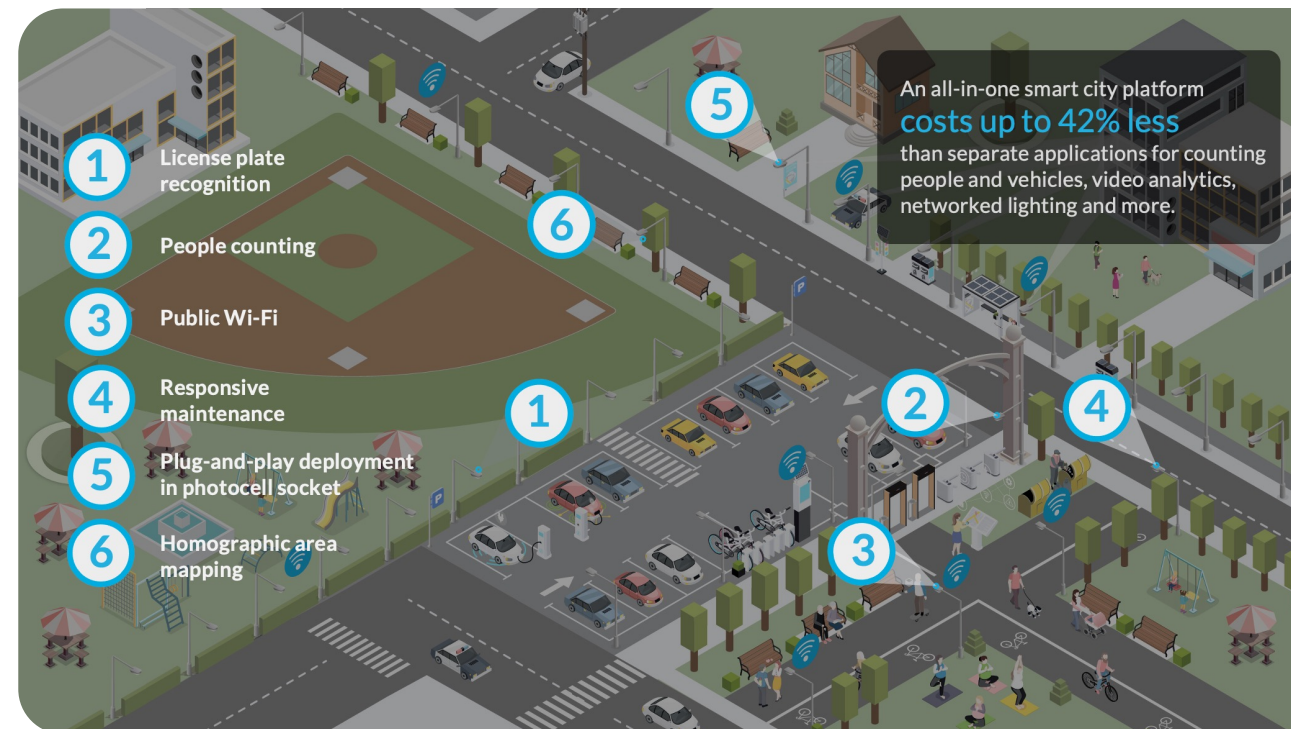 1
License plate
recognition
2
People counting
3
Public Wi-Fi
4
Responsive
maintenance
5
Plug-and-play deployment
in photocell socket
6
Homographic area
mapping
An all-in-one smart city platform
costs up to 42% less
than separate applications for counting
people and vehicles, video analytics,
networked lighting and more.
5
6
P
1
2
4
P
3